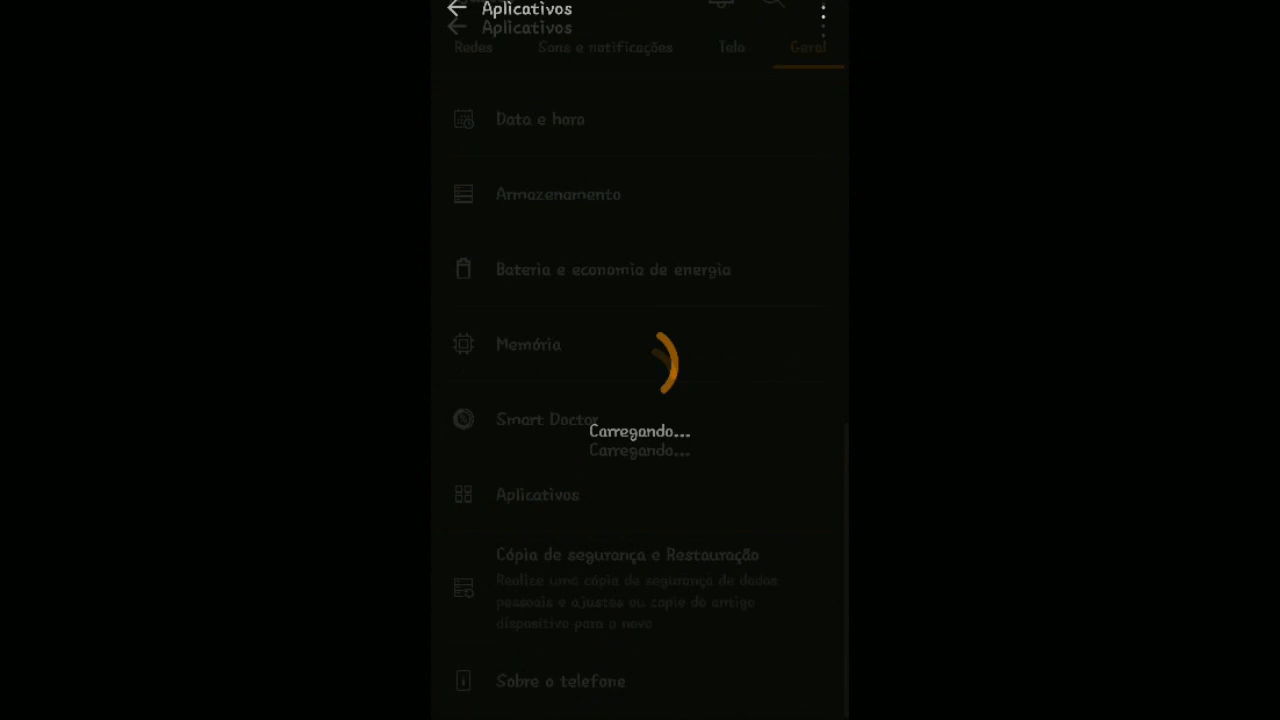 Aplicativos
Aplicativos
Redes Sons e notificações Tela Geral
Data e hora
Armazenamento
Bateria e economia de energia
Memória
Smart Doctor
Carregando...
Carregando...
Aplicativos
Cópia de segurança e Restauração
Realize uma cópia de segurança de dados
pessoais e ajustes ou copie do antigo
dispositivo para o novo
Sobre o telefone